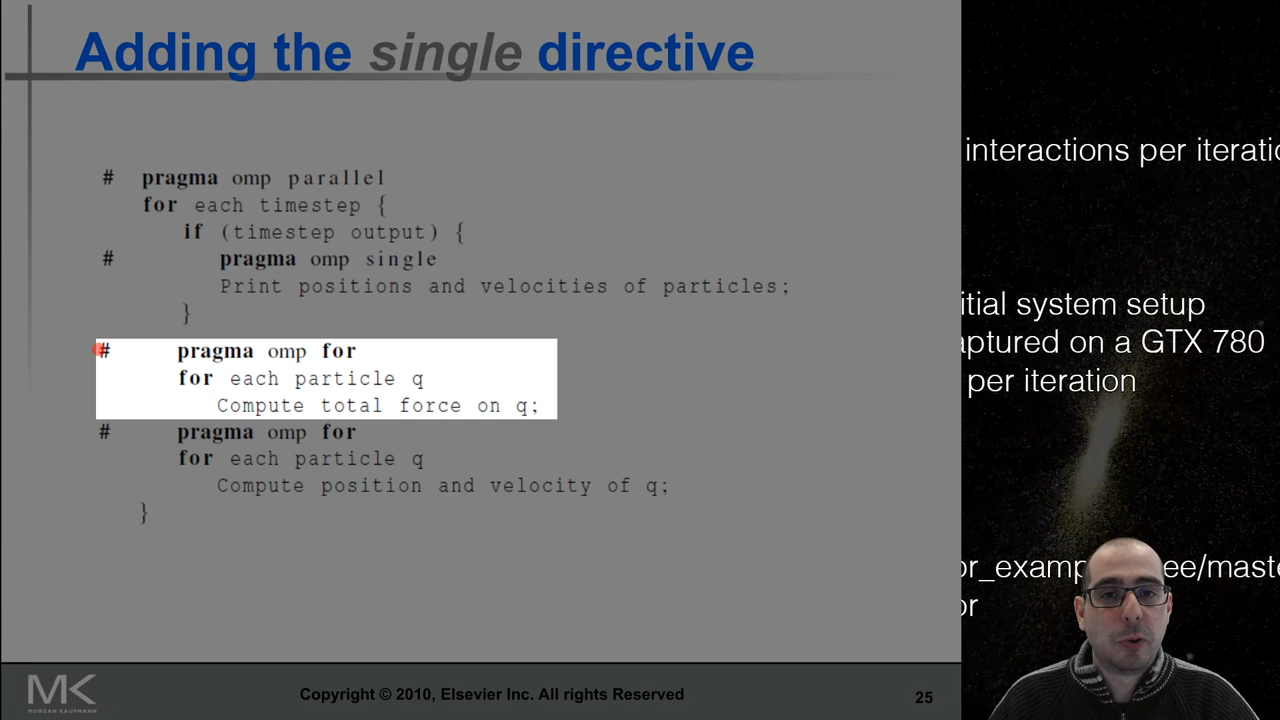 Adding the single directive
# pragma omp parallel
for each timestep {
if (timestep output) {
# pragma omp single
Print positions and velocities of particles;
}
# pragma omp for
for each particle q
Compute total force on q;
# pragma omp for
for each particle q
Compute position and velocity of q;
}
MK
MORGAN KAUFMANN
Copyright © 2010, Elsevier Inc. All rights Reserved
25
interactions per iteratio
itial system setup
aptured on a GTX 780
per iteration
or_examp ee/maste
or